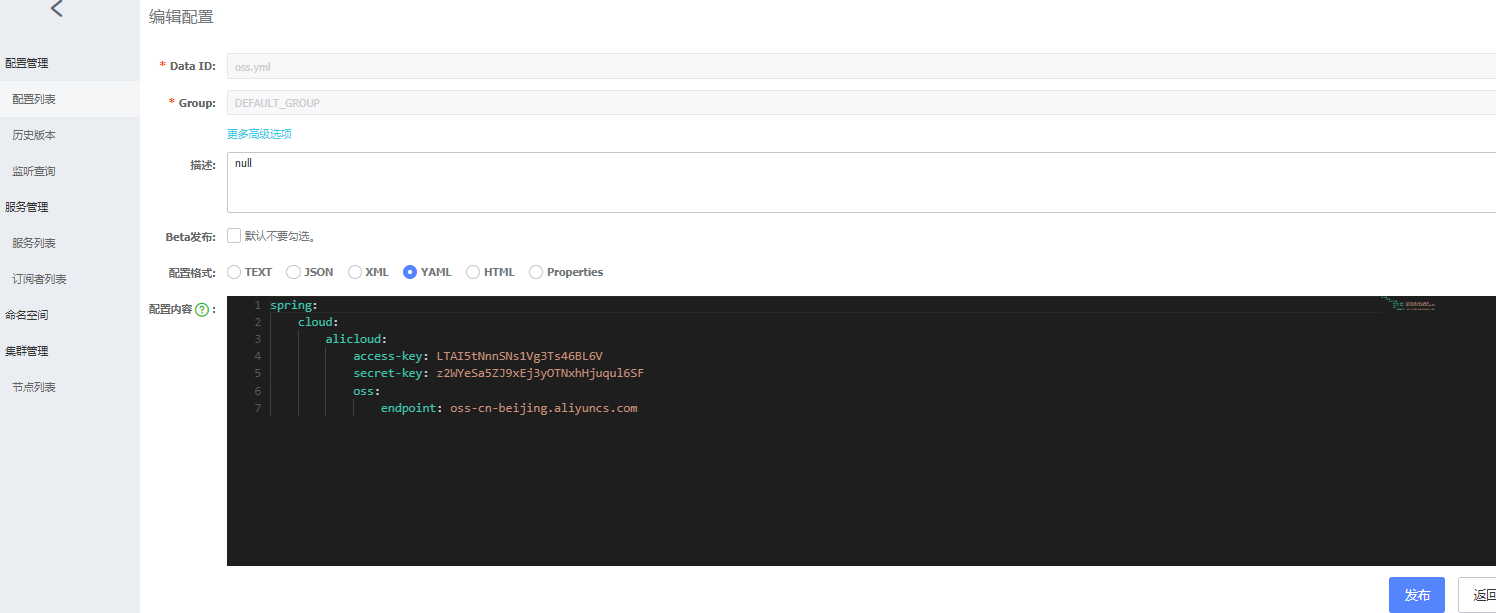 编辑配置
配置管理
配置列表
历史版本
监听查询
服务管理
服务列表
订阅者列表
命名空间
集群管理
节点列表
* Data ID: oss.yml
* Group: DEFAULT_GROUP
更多高级选项
描述: null
Beta发布: 默认不要勾选。
配置格式: TEXT JSON XML YAML HTML Properties
配置内容 ? :
1 spring:
2 cloud:
3 alicloud:
4 access-key: LTAI5tNnnSNs1Vg3Ts46BL6V
5 secret-key: z2WYeSa5ZJ9xEj3yOTNxhHjuqul6SF
6 oss:
7 endpoint: oss-cn-beijing.aliyuncs.com
发布 返回